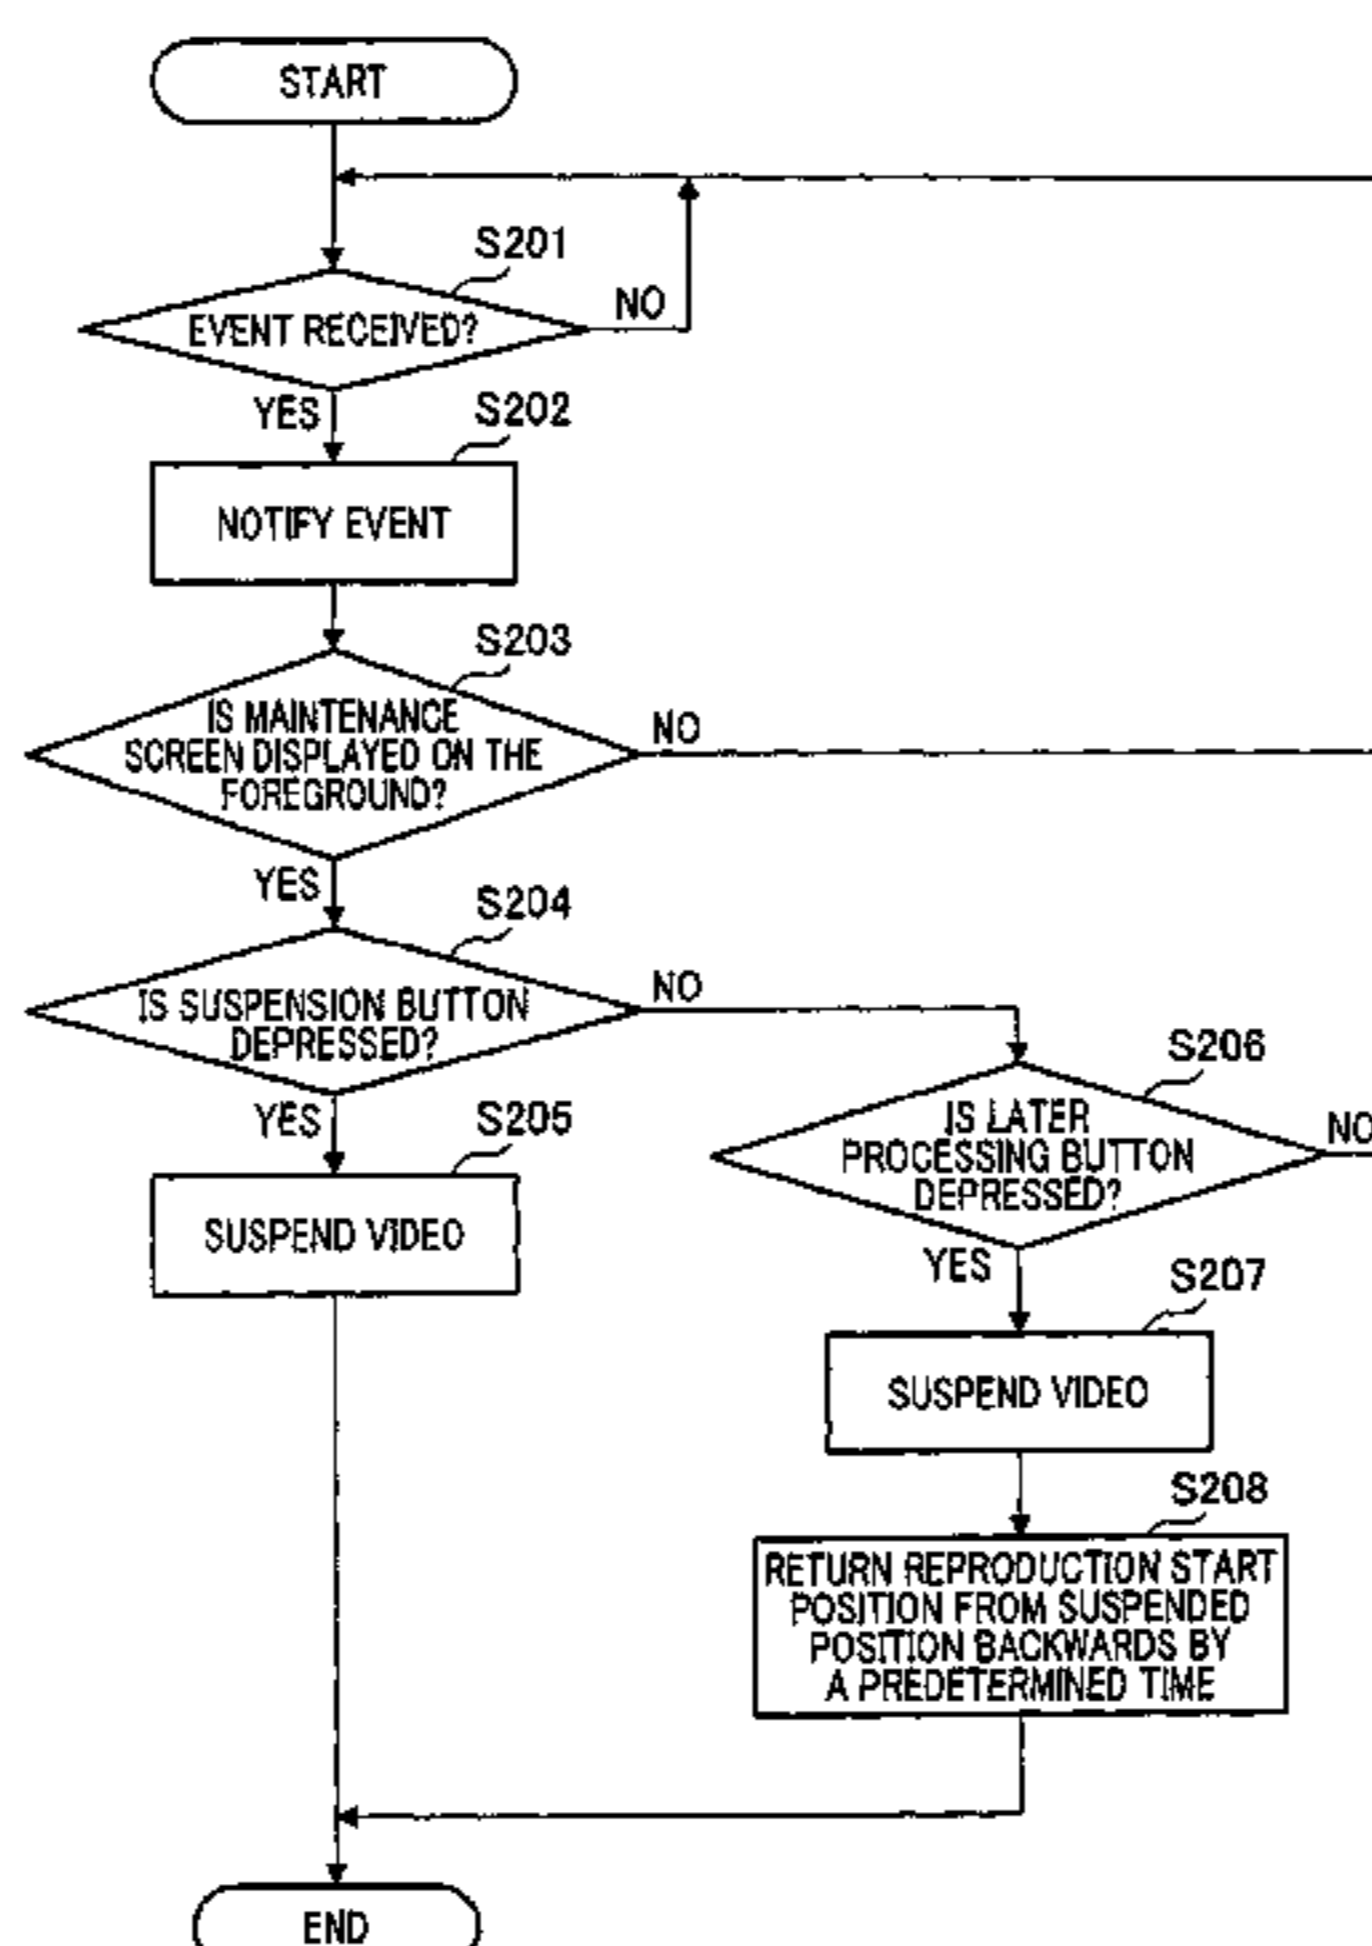 START
S201
EVENT RECEIVED?
NO
YES
S202
NOTIFY EVENT
S203
IS MAINTENANCE
SCREEN DISPLAYED ON THE
FOREGROUND?
NO
YES
S204
IS SUSPENSION BUTTON
DEPRESSED?
NO
YES
S205
SUSPEND VIDEO
S206
IS LATER
PROCESSING BUTTON
DEPRESSED?
NO
YES
S207
SUSPEND VIDEO
S208
RETURN REPRODUCTION START
POSITION FROM SUSPENDED
POSITION BACKWARDS BY
A PREDETERMINED TIME
END